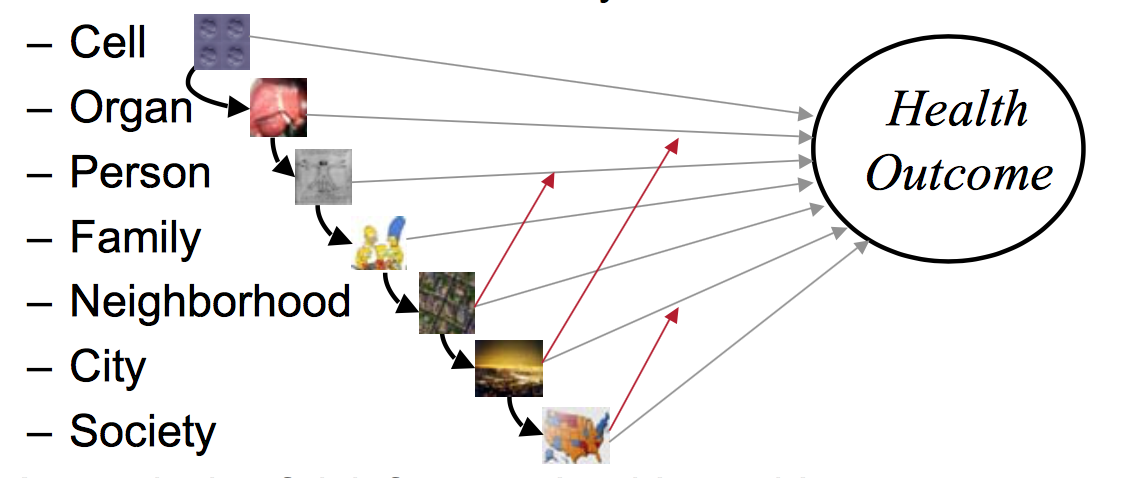 – Cell
– Organ
– Person
– Family
– Neighborhood
– City
– Society
Health
Outcome